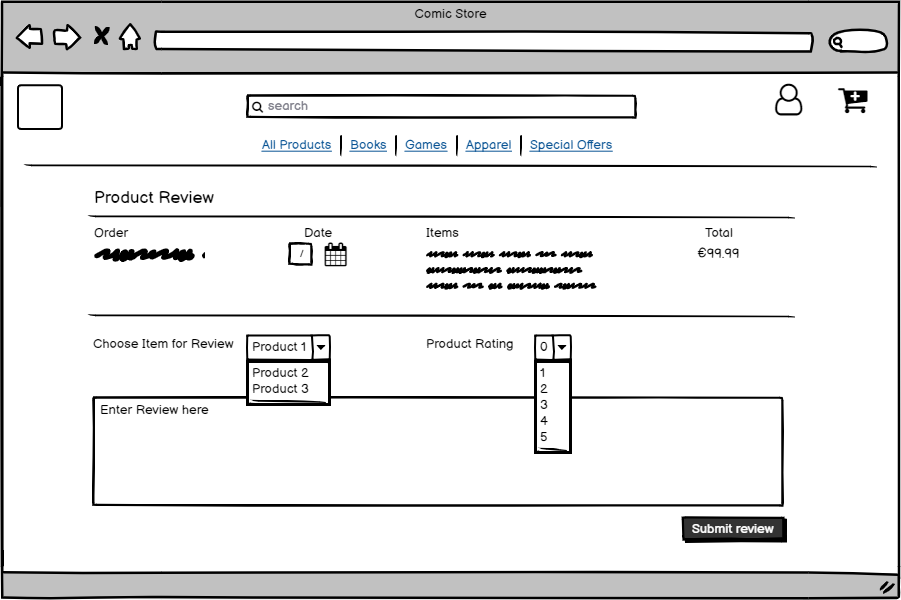 Comic Store
search
All Products Books Games Apparel Special Offers
Product Review
Order Date Items Total
/
€99.99
Choose Item for Review Product 1 Product Rating 0
Product 2
Product 3
1
2
3
4
5
Enter Review here
Submit review